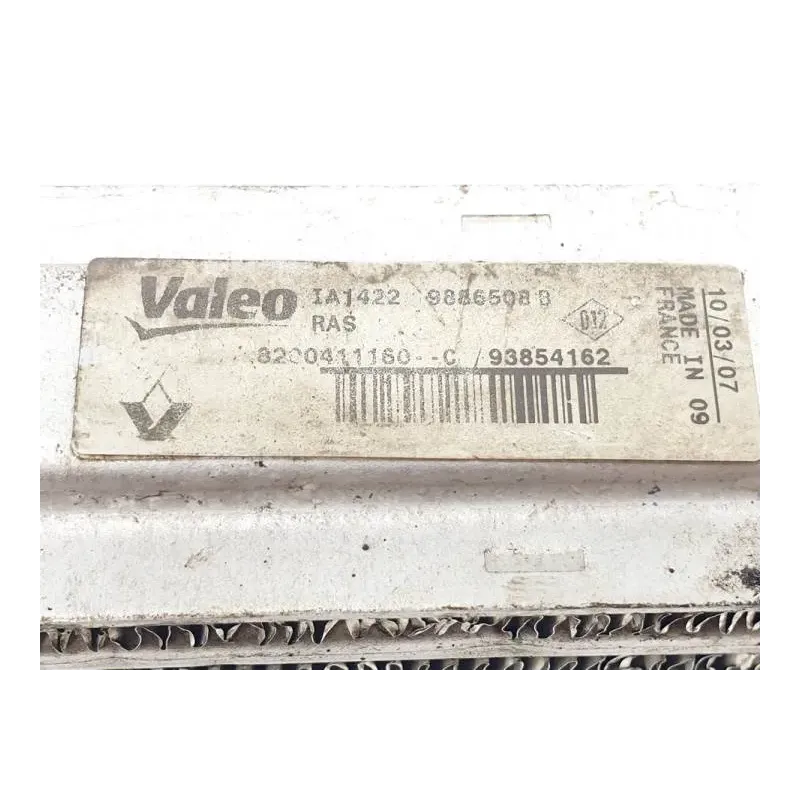 Valeo IA1422 9886508 B
RAS D12
8200411160--C / 93854162
10/03/07
MADE IN 09
FRANCE